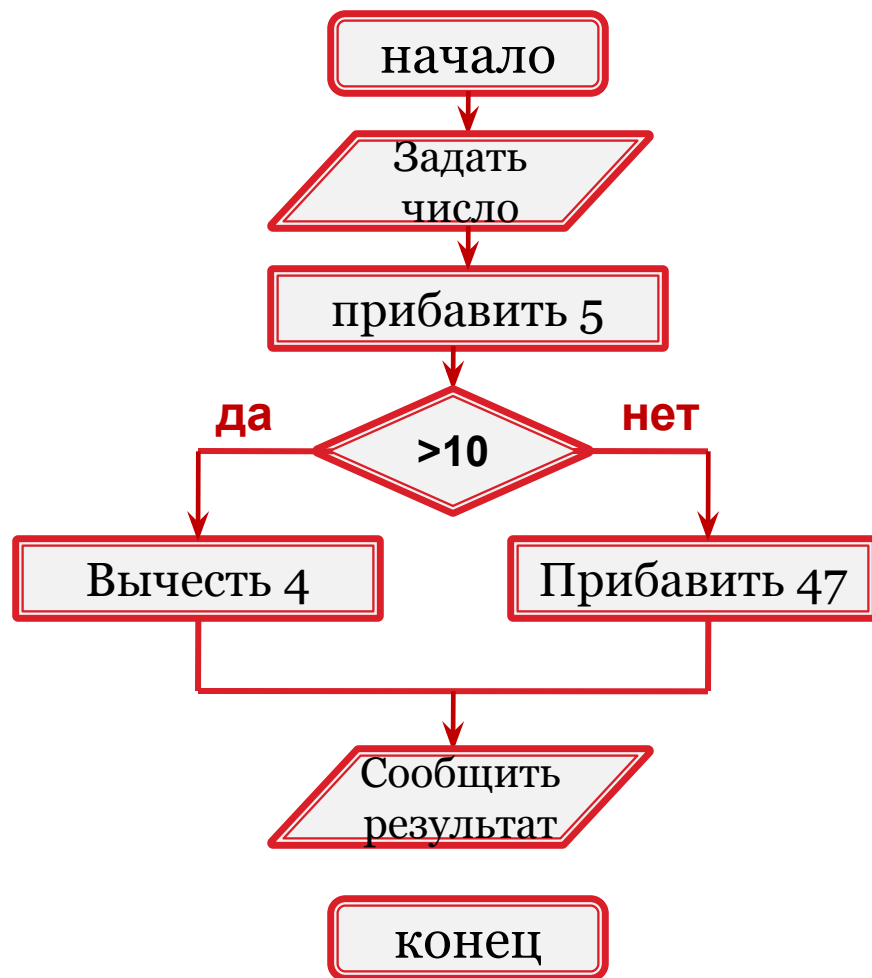 начало
Задать
число
прибавить 5
да
нет
>10
Вычесть 4
Прибавить 47
Сообщить
результат
конец